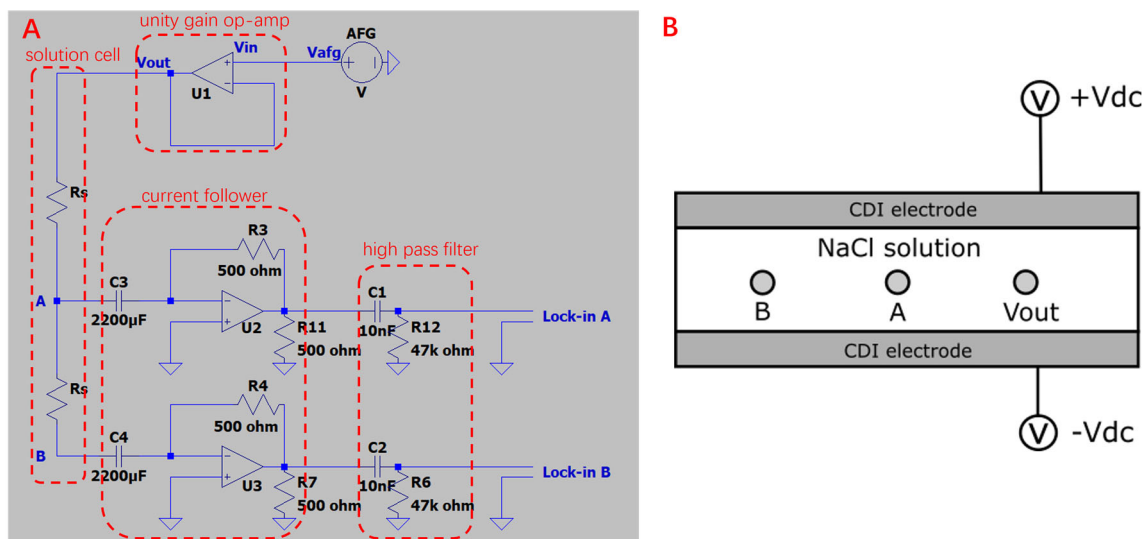 A
unity gain op-amp
AFG
solution cell
Vin
Vafg
Vout
+
−
+
−
U1
V
Rs
current follower
R3
500 ohm
high pass filter
C3
C1
A
−
+
Lock-in A
2200µF
U2
R11
10nF
R12
500 ohm
47k ohm
Rs
R4
500 ohm
C4
C2
B
−
+
Lock-in B
2200µF
U3
R7
10nF
R6
500 ohm
47k ohm
B
V +Vdc
CDI electrode
NaCl solution
B A Vout
CDI electrode
V -Vdc